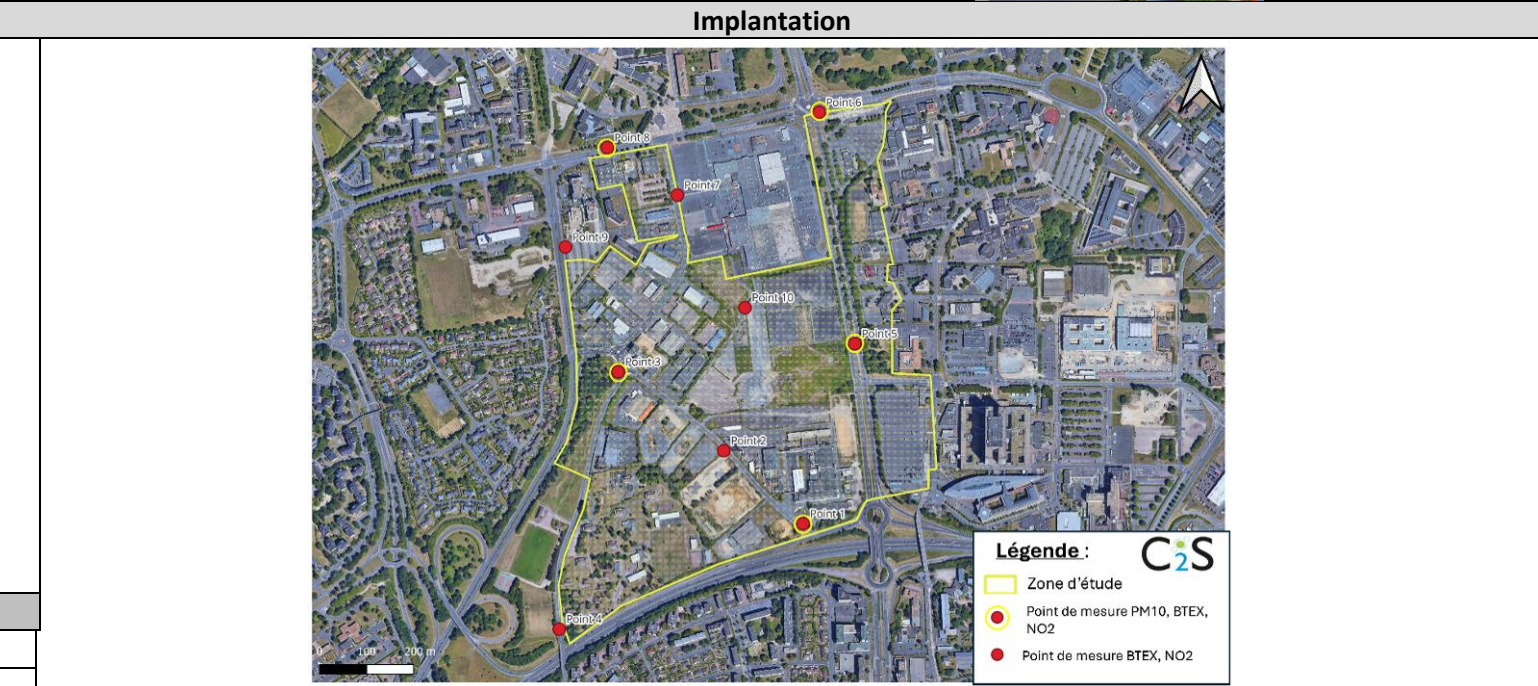 Implantation
Point 6
Point 8
Point 7
Point 9
Point 10
Point 5
Point 3
Point 2
Point 1
Point 4
0 100 200 m
Légende :
C2S
Zone d'étude
Point de mesure PM10, BTEX,
NO2
Point de mesure BTEX, NO2